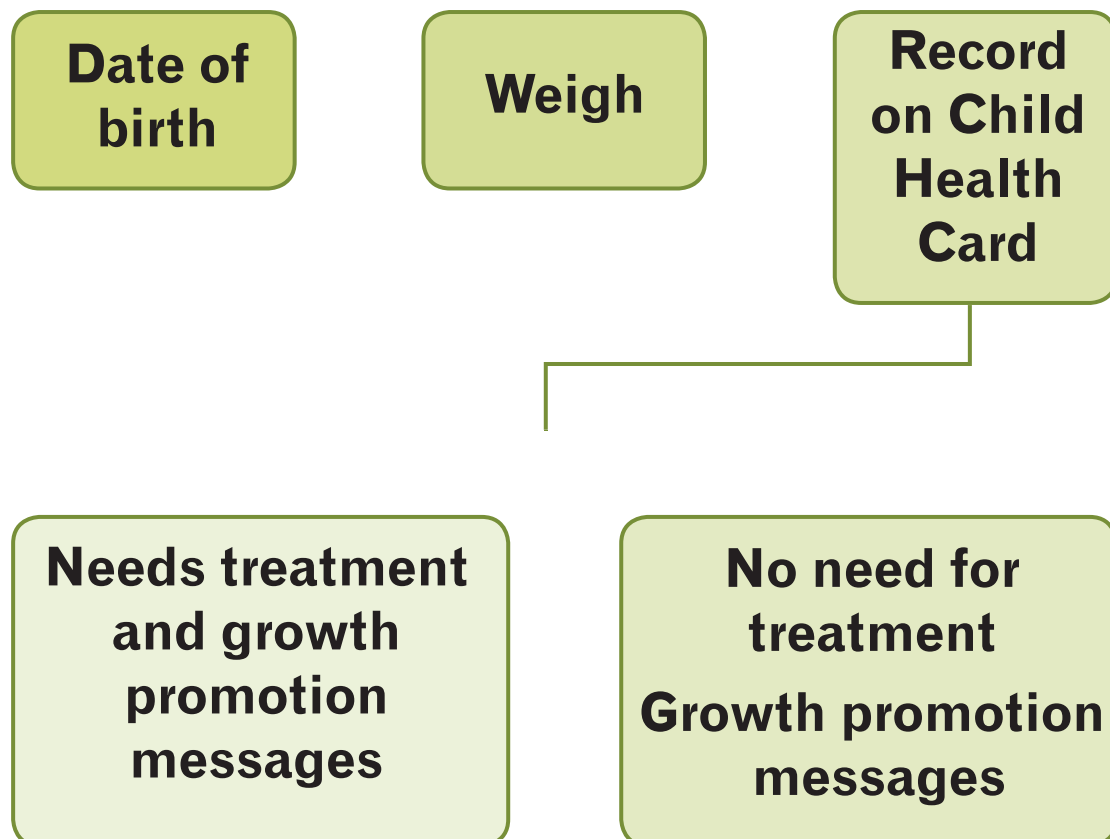 Date of
birth
Weigh
Record
on Child
Health
Card
Needs treatment
and growth
promotion
messages
No need for
treatment
Growth promotion
messages